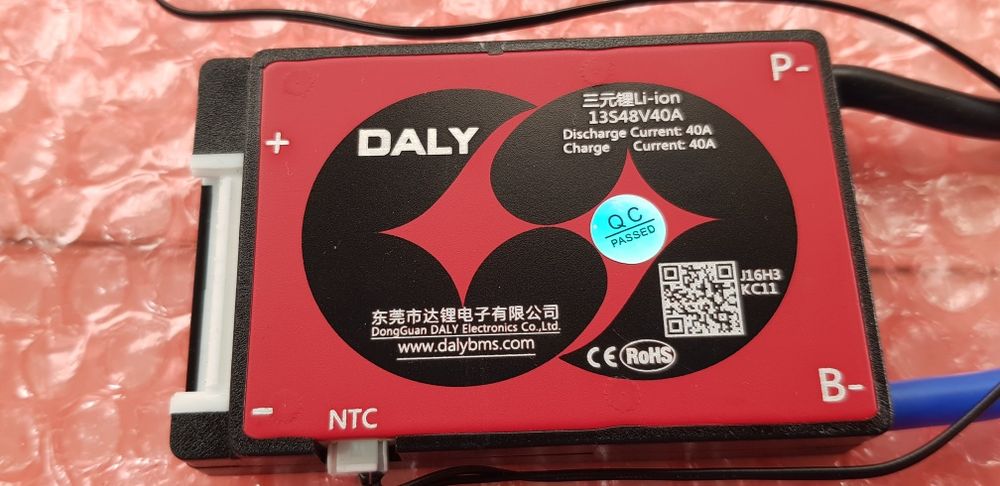 P-
+
DALY
三元锂Li-ion
13S48V40A
Discharge Current: 40A
Charge Current: 40A
QC
PASSED
J16H3
KC11
东莞市达锂电子有限公司
DongGuan DALY Electronics Co.,Ltd.
www.dalybms.com
CE RoHS
B-
-
NTC